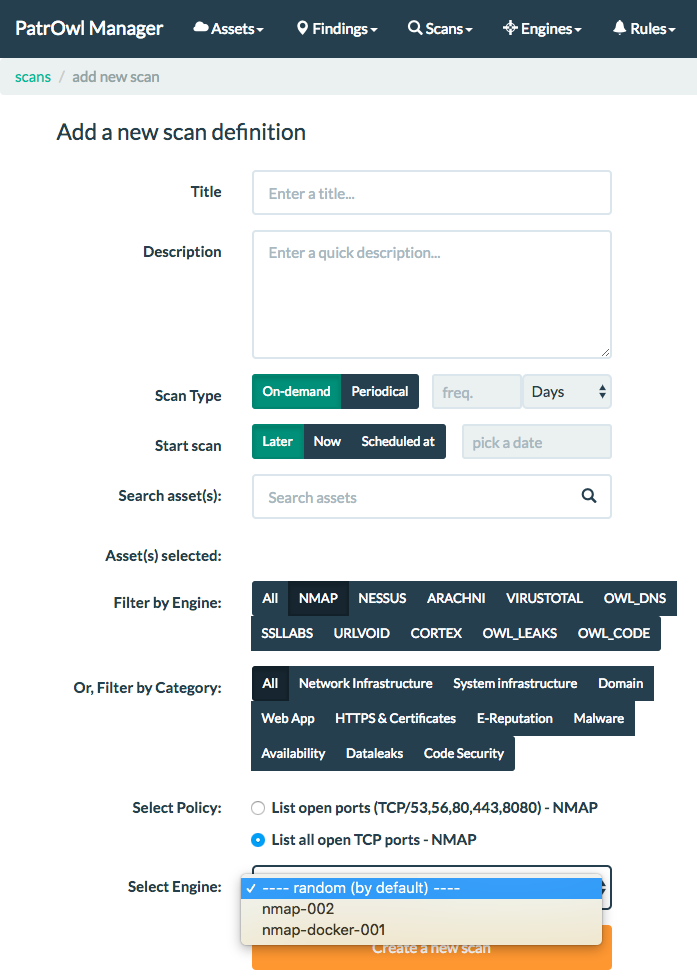 PatrOwl Manager Assets Findings Scans Engines Rules
scans / add new scan
Add a new scan definition
Title Enter a title...
Description Enter a quick description...
Scan Type On-demand Periodical freq. Days
Start scan Later Now Scheduled at pick a date
Search asset(s): Search assets
Asset(s) selected:
Filter by Engine: All NMAP NESSUS ARACHNI VIRUSTOTAL OWL_DNS
SSLLABS URLVOID CORTEX OWL_LEAKS OWL_CODE
Or, Filter by Category: All Network Infrastructure System infrastructure Domain
Web App HTTPS & Certificates E-Reputation Malware
Availability Dataleaks Code Security
Select Policy: List open ports (TCP/53,56,80,443,8080) - NMAP
List all open TCP ports - NMAP
Select Engine: ✓ ---- random (by default) ----
nmap-002
nmap-docker-001
Create a new scan